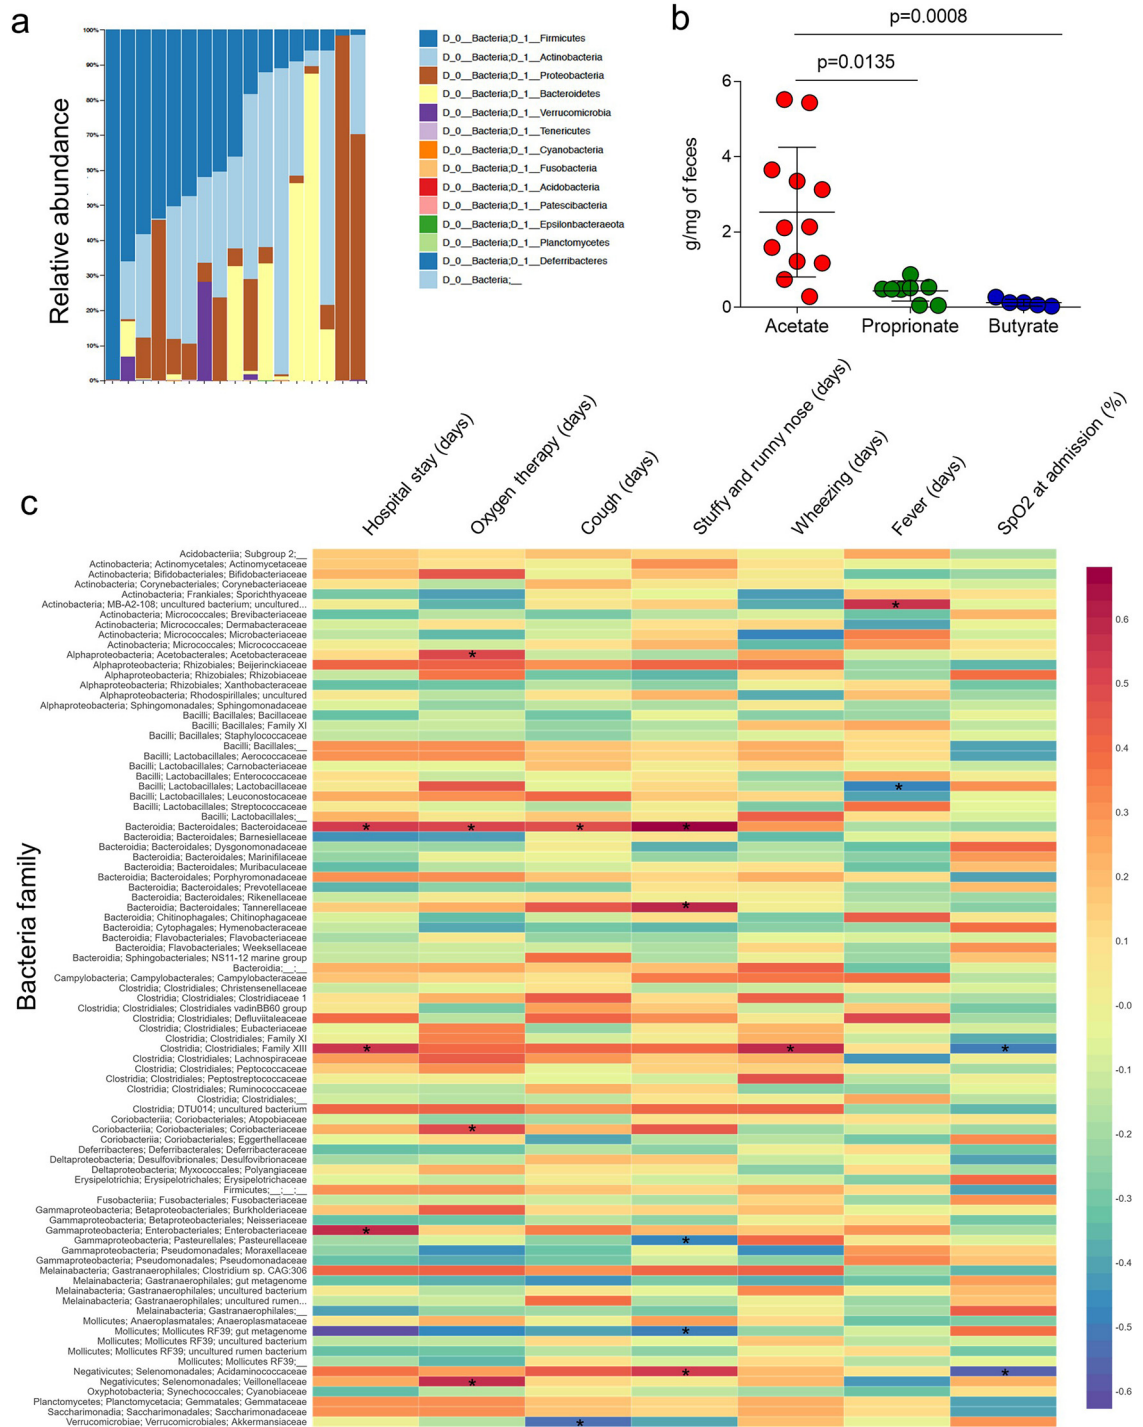 a
Relative abundance
100%
90%
80%
70%
60%
50%
40%
30%
20%
10%
0%
D_0__Bacteria;D_1__Firmicutes
D_0__Bacteria;D_1__Actinobacteria
D_0__Bacteria;D_1__Proteobacteria
D_0__Bacteria;D_1__Bacteroidetes
D_0__Bacteria;D_1__Verrucomicrobia
D_0__Bacteria;D_1__Tenericutes
D_0__Bacteria;D_1__Cyanobacteria
D_0__Bacteria;D_1__Fusobacteria
D_0__Bacteria;D_1__Acidobacteria
D_0__Bacteria;D_1__Patescibacteria
D_0__Bacteria;D_1__Epsilonbacteraeota
D_0__Bacteria;D_1__Planctomycetes
D_0__Bacteria;D_1__Deferribacteres
D_0__Bacteria;__
b
p=0.0008
p=0.0135
g/mg of feces
6
4
2
0
Acetate
Proprionate
Butyrate
c
Hospital stay (days)
Oxygen therapy (days)
Cough (days)
Stuffy and runny nose (days)
Wheezing (days)
Fever (days)
SpO2 at admission (%)
Bacteria family
Acidobacteriia; Subgroup 2;__
Actinobacteria; Actinomycetales; Actinomycetaceae
Actinobacteria; Bifidobacteriales; Bifidobacteriaceae
Actinobacteria; Corynebacteriales; Corynebacteriaceae
Actinobacteria; Frankiales; Sporichthyaceae
Actinobacteria; MB-A2-108; uncultured bacterium; uncultured...
Actinobacteria; Micrococcales; Brevibacteriaceae
Actinobacteria; Micrococcales; Dermabacteraceae
Actinobacteria; Micrococcales; Microbacteriaceae
Actinobacteria; Micrococcales; Micrococcaceae
Alphaproteobacteria; Acetobacterales; Acetobacteraceae
Alphaproteobacteria; Rhizobiales; Beijerinckiaceae
Alphaproteobacteria; Rhizobiales; Rhizobiaceae
Alphaproteobacteria; Rhizobiales; Xanthobacteraceae
Alphaproteobacteria; Rhodospirillales; uncultured
Alphaproteobacteria; Sphingomonadales; Sphingomonadaceae
Bacilli; Bacillales; Bacillaceae
Bacilli; Bacillales; Family XI
Bacilli; Bacillales; Staphylococcaceae
Bacilli; Bacillales;__
Bacilli; Lactobacillales; Aerococcaceae
Bacilli; Lactobacillales; Carnobacteriaceae
Bacilli; Lactobacillales; Enterococcaceae
Bacilli; Lactobacillales; Lactobacillaceae
Bacilli; Lactobacillales; Leuconostocaceae
Bacilli; Lactobacillales; Streptococcaceae
Bacilli; Lactobacillales;__
Bacteroidia; Bacteroidales; Bacteroidaceae
Bacteroidia; Bacteroidales; Barnesiellaceae
Bacteroidia; Bacteroidales; Dysgonomonadaceae
Bacteroidia; Bacteroidales; Marinifilaceae
Bacteroidia; Bacteroidales; Muribaculaceae
Bacteroidia; Bacteroidales; Porphyromonadaceae
Bacteroidia; Bacteroidales; Prevotellaceae
Bacteroidia; Bacteroidales; Rikenellaceae
Bacteroidia; Bacteroidales; Tannerellaceae
Bacteroidia; Chitinophagales; Chitinophagaceae
Bacteroidia; Cytophagales; Hymenobacteraceae
Bacteroidia; Flavobacteriales; Flavobacteriaceae
Bacteroidia; Flavobacteriales; Weeksellaceae
Bacteroidia; Sphingobacteriales; NS11-12 marine group
Bacteroidia;__;__
Campylobacteria; Campylobacterales; Campylobacteraceae
Clostridia; Clostridiales; Christensenellaceae
Clostridia; Clostridiales; Clostridiaceae 1
Clostridia; Clostridiales; Clostridiales vadinBB60 group
Clostridia; Clostridiales; Defluviitaleaceae
Clostridia; Clostridiales; Eubacteriaceae
Clostridia; Clostridiales; Family XI
Clostridia; Clostridiales; Family XIII
Clostridia; Clostridiales; Lachnospiraceae
Clostridia; Clostridiales; Peptococcaceae
Clostridia; Clostridiales; Peptostreptococcaceae
Clostridia; Clostridiales; Ruminococcaceae
Clostridia; Clostridiales;__
Clostridia; DTU014; uncultured bacterium
Coriobacteriia; Coriobacteriales; Atopobiaceae
Coriobacteriia; Coriobacteriales; Coriobacteriaceae
Coriobacteriia; Coriobacteriales; Eggerthellaceae
Deferribacteres; Deferribacterales; Deferribacteraceae
Deltaproteobacteria; Desulfovibrionales; Desulfovibrionaceae
Deltaproteobacteria; Myxococcales; Polyangiaceae
Erysipelotrichia; Erysipelotrichales; Erysipelotrichaceae
Firmicutes;__;__;__
Fusobacteriia; Fusobacteriales; Fusobacteriaceae
Gammaproteobacteria; Betaproteobacteriales; Burkholderiaceae
Gammaproteobacteria; Betaproteobacteriales; Neisseriaceae
Gammaproteobacteria; Enterobacteriales; Enterobacteriaceae
Gammaproteobacteria; Pasteurellales; Pasteurellaceae
Gammaproteobacteria; Pseudomonadales; Moraxellaceae
Gammaproteobacteria; Pseudomonadales; Pseudomonadaceae
Melainabacteria; Gastranaerophilales; Clostridium sp. CAG:306
Melainabacteria; Gastranaerophilales; gut metagenome
Melainabacteria; Gastranaerophilales; uncultured bacterium
Melainabacteria; Gastranaerophilales; uncultured rumen...
Melainabacteria; Gastranaerophilales;__
Mollicutes; Anaeroplasmatales; Anaeroplasmataceae
Mollicutes; Mollicutes RF39; gut metagenome
Mollicutes; Mollicutes RF39; uncultured bacterium
Mollicutes; Mollicutes RF39; uncultured rumen bacterium
Mollicutes; Mollicutes RF39;__
Negativicutes; Selenomonadales; Acidaminococcaceae
Negativicutes; Selenomonadales; Veillonellaceae
Oxyphotobacteria; Synechococcales; Cyanobiaceae
Planctomycetes; Planctomycetacia; Gemmatales; Gemmataceae
Saccharimonadia; Saccharimonadales; Saccharimonadaceae
Verrucomicrobiae; Verrucomicrobiales; Akkermansiaceae
0.6
0.5
0.4
0.3
0.2
0.1
-0.0
-0.1
-0.2
-0.3
-0.4
-0.5
-0.6